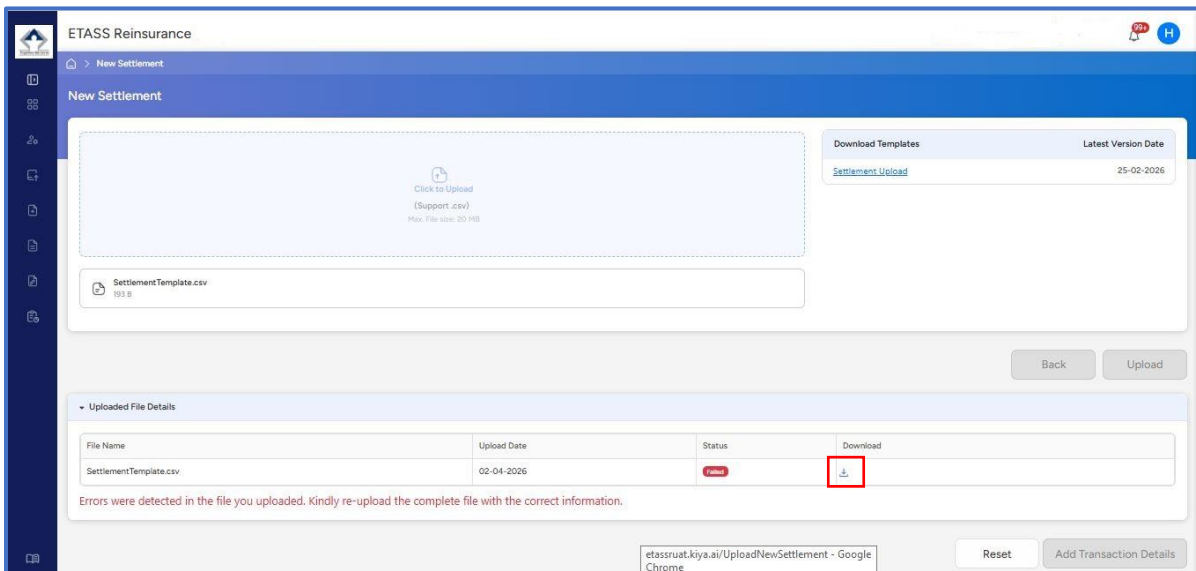 ETASS Reinsurance
99+
H
> New Settlement
New Settlement
Click to Upload
(Support .csv)
Max. File size: 20 MB
Download Templates Latest Version Date
Settlement Upload 25-02-2026
SettlementTemplate.csv
193 B
Back Upload
Uploaded File Details
File Name Upload Date Status Download
SettlementTemplate.csv 02-04-2026 Failed
Errors were detected in the file you uploaded. Kindly re-upload the complete file with the correct information.
etassruat.kiya.ai/UploadNewSettlement - Google
Chrome
Reset Add Transaction Details